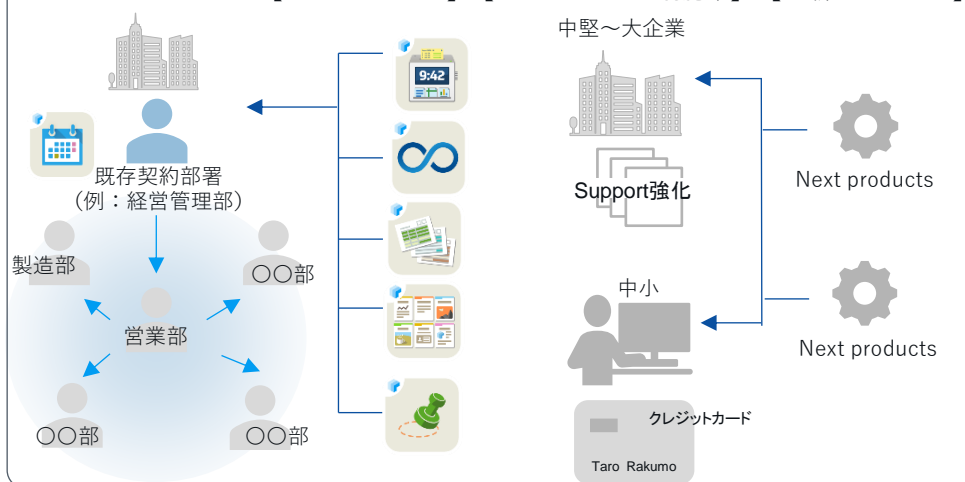 中堅～大企業
9:42
既存契約部署
（例：経営管理部）
製造部
〇〇部
営業部
〇〇部
〇〇部
Support強化
Next products
中小
Next products
クレジットカード
Taro Rakumo